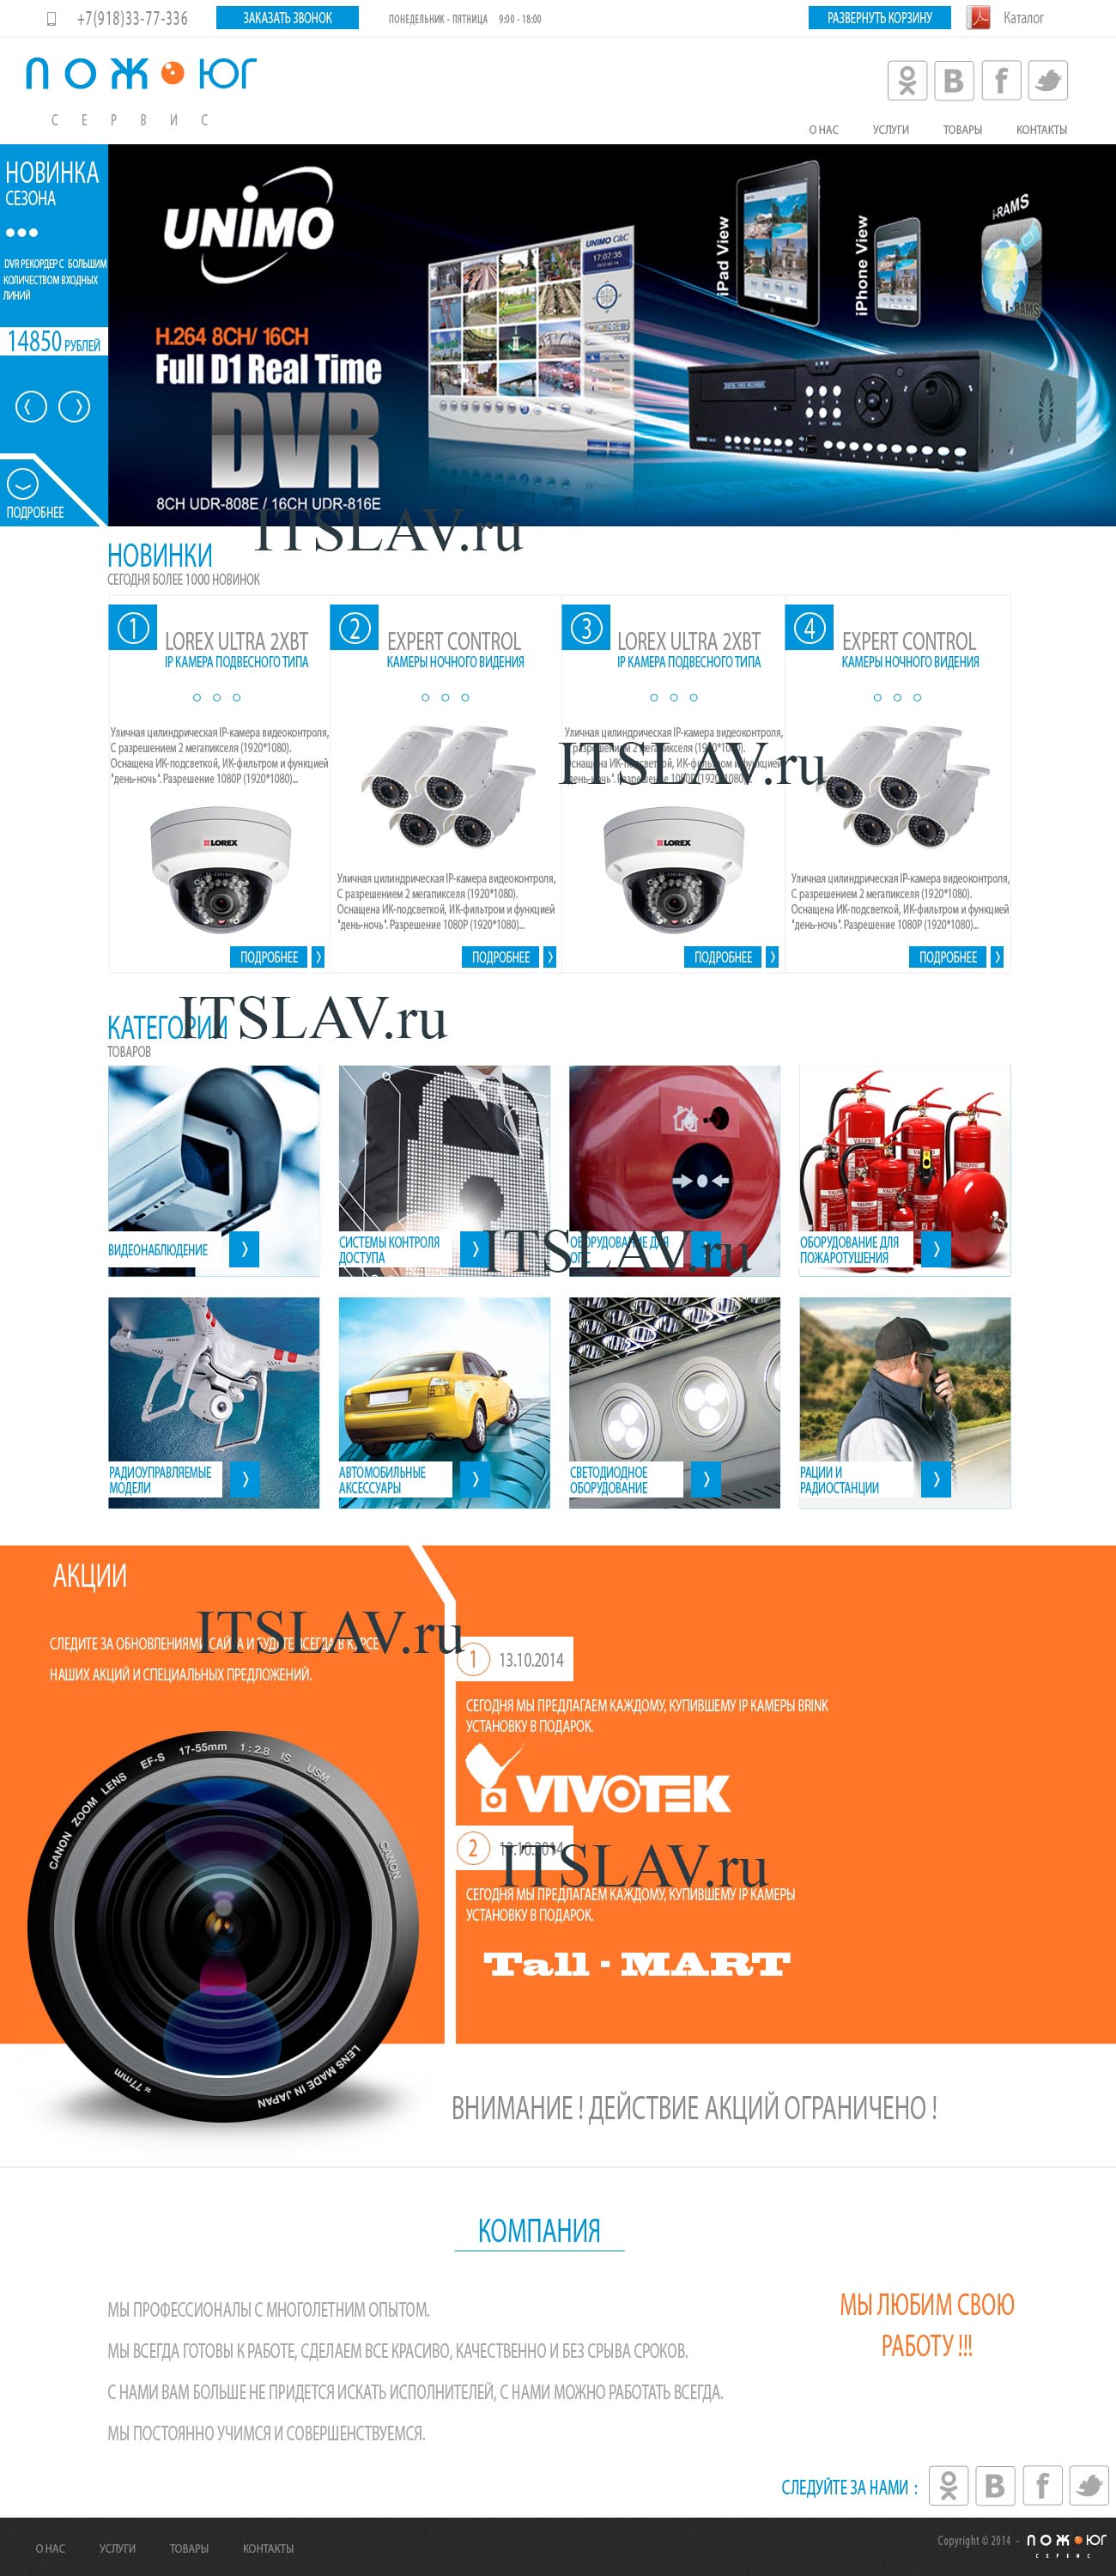 +7(918)33-77-336
ЗАКАЗАТЬ ЗВОНОК
ПОНЕДЕЛЬНИК - ПЯТНИЦА 9:00 - 18:00
РАЗВЕРНУТЬ КОРЗИНУ
Каталог
ПОЖ ЮГ
СЕРВИС
О НАС УСЛУГИ ТОВАРЫ КОНТАКТЫ
НОВИНКА
СЕЗОНА
DVR РЕКОРДЕР С БОЛЬШИМ
КОЛИЧЕСТВОМ ВХОДНЫХ
ЛИНИЙ
14850 РУБЛЕЙ
ПОДРОБНЕЕ
UNIMO
H.264 8CH/ 16CH
Full D1 Real Time
DVR
8CH UDR-808E / 16CH UDR-816E
UNIMO C&C
17:07:35
iPad View
iPhone View
i-RAMS
i-RAMS
ITSLAV.ru
НОВИНКИ
СЕГОДНЯ БОЛЕЕ 1000 НОВИНОК
1
LOREX ULTRA 2XBT
IP КАМЕРА ПОДВЕСНОГО ТИПА
Уличная цилиндрическая IP-камера видеоконтроля,
С разрешением 2 мегапикселя (1920*1080).
Оснащена ИК-подсветкой, ИК-фильтром и функцией
"день-ночь". Разрешение 1080P (1920*1080)...
LOREX
ПОДРОБНЕЕ
2
EXPERT CONTROL
КАМЕРЫ НОЧНОГО ВИДЕНИЯ
Уличная цилиндрическая IP-камера видеоконтроля,
С разрешением 2 мегапикселя (1920*1080).
Оснащена ИК-подсветкой, ИК-фильтром и функцией
"день-ночь". Разрешение 1080P (1920*1080)...
ПОДРОБНЕЕ
3
LOREX ULTRA 2XBT
IP КАМЕРА ПОДВЕСНОГО ТИПА
Уличная цилиндрическая IP-камера видеоконтроля,
С разрешением 2 мегапикселя (1920*1080).
Оснащена ИК-подсветкой, ИК-фильтром и функцией
"день-ночь". Разрешение 1080P (1920*1080)...
ITSLAV.ru
LOREX
ПОДРОБНЕЕ
4
EXPERT CONTROL
КАМЕРЫ НОЧНОГО ВИДЕНИЯ
Уличная цилиндрическая IP-камера видеоконтроля,
С разрешением 2 мегапикселя (1920*1080).
Оснащена ИК-подсветкой, ИК-фильтром и функцией
"день-ночь". Разрешение 1080P (1920*1080)...
ПОДРОБНЕЕ
КАТЕГОРИИ
ITSLAV.ru
ТОВАРОВ
ВИДЕОНАБЛЮДЕНИЕ
СИСТЕМЫ КОНТРОЛЯ
ДОСТУПА
ОБОРУДОВАНИЕ ДЛЯ
ОПС
ITSLAV.ru
VALPRO
VALPRO
VALPRO
VALPRO
ОБОРУДОВАНИЕ ДЛЯ
ПОЖАРОТУШЕНИЯ
РАДИОУПРАВЛЯЕМЫЕ
МОДЕЛИ
АВТОМОБИЛЬНЫЕ
АКСЕССУАРЫ
СВЕТОДИОДНОЕ
ОБОРУДОВАНИЕ
РАЦИИ И
РАДИОСТАНЦИИ
АКЦИИ
СЛЕДИТЕ ЗА ОБНОВЛЕНИЯМИ САЙТА И БУДЬТЕ ВСЕГДА В КУРСЕ
НАШИХ АКЦИЙ И СПЕЦИАЛЬНЫХ ПРЕДЛОЖЕНИЙ.
ITSLAV.ru
CANON ZOOM LENS EF-S 17-55mm 1:2.8 IS USM
CANON
LENS MADE IN JAPAN
≈ 77mm
1 13.10.2014
СЕГОДНЯ МЫ ПРЕДЛАГАЕМ КАЖДОМУ, КУПИВШЕМУ IP КАМЕРЫ BRINK
УСТАНОВКУ В ПОДАРОК.
VIVOTEK
2 13.10.2014
ITSLAV.ru
СЕГОДНЯ МЫ ПРЕДЛАГАЕМ КАЖДОМУ, КУПИВШЕМУ IP КАМЕРЫ
УСТАНОВКУ В ПОДАРОК.
Tall - MART
ВНИМАНИЕ ! ДЕЙСТВИЕ АКЦИЙ ОГРАНИЧЕНО !
КОМПАНИЯ
МЫ ПРОФЕССИОНАЛЫ С МНОГОЛЕТНИМ ОПЫТОМ.
МЫ ВСЕГДА ГОТОВЫ К РАБОТЕ, СДЕЛАЕМ ВСЕ КРАСИВО, КАЧЕСТВЕННО И БЕЗ СРЫВА СРОКОВ.
С НАМИ ВАМ БОЛЬШЕ НЕ ПРИДЕТСЯ ИСКАТЬ ИСПОЛНИТЕЛЕЙ, С НАМИ МОЖНО РАБОТАТЬ ВСЕГДА.
МЫ ПОСТОЯННО УЧИМСЯ И СОВЕРШЕНСТВУЕМСЯ.
МЫ ЛЮБИМ СВОЮ
РАБОТУ !!!
СЛЕДУЙТЕ ЗА НАМИ :
О НАС УСЛУГИ ТОВАРЫ КОНТАКТЫ
Copyright © 2014 - ПОЖ ЮГ
СЕРВИС